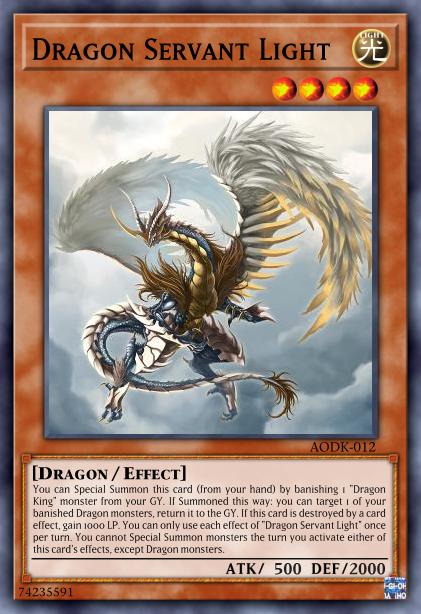 Dragon Servant Light
LIGHT
光
AODK-012
[Dragon / Effect]
You can Special Summon this card (from your hand) by banishing 1 "Dragon
King" monster from your GY. If Summoned this way: you can target 1 of your
banished Dragon monsters, return it to the GY. If this card is destroyed by a card
effect, gain 1000 LP. You can only use each effect of "Dragon Servant Light" once
per turn. You cannot Special Summon monsters the turn you activate either of
this card's effects, except Dragon monsters.
ATK/ 500 DEF/2000
74235591